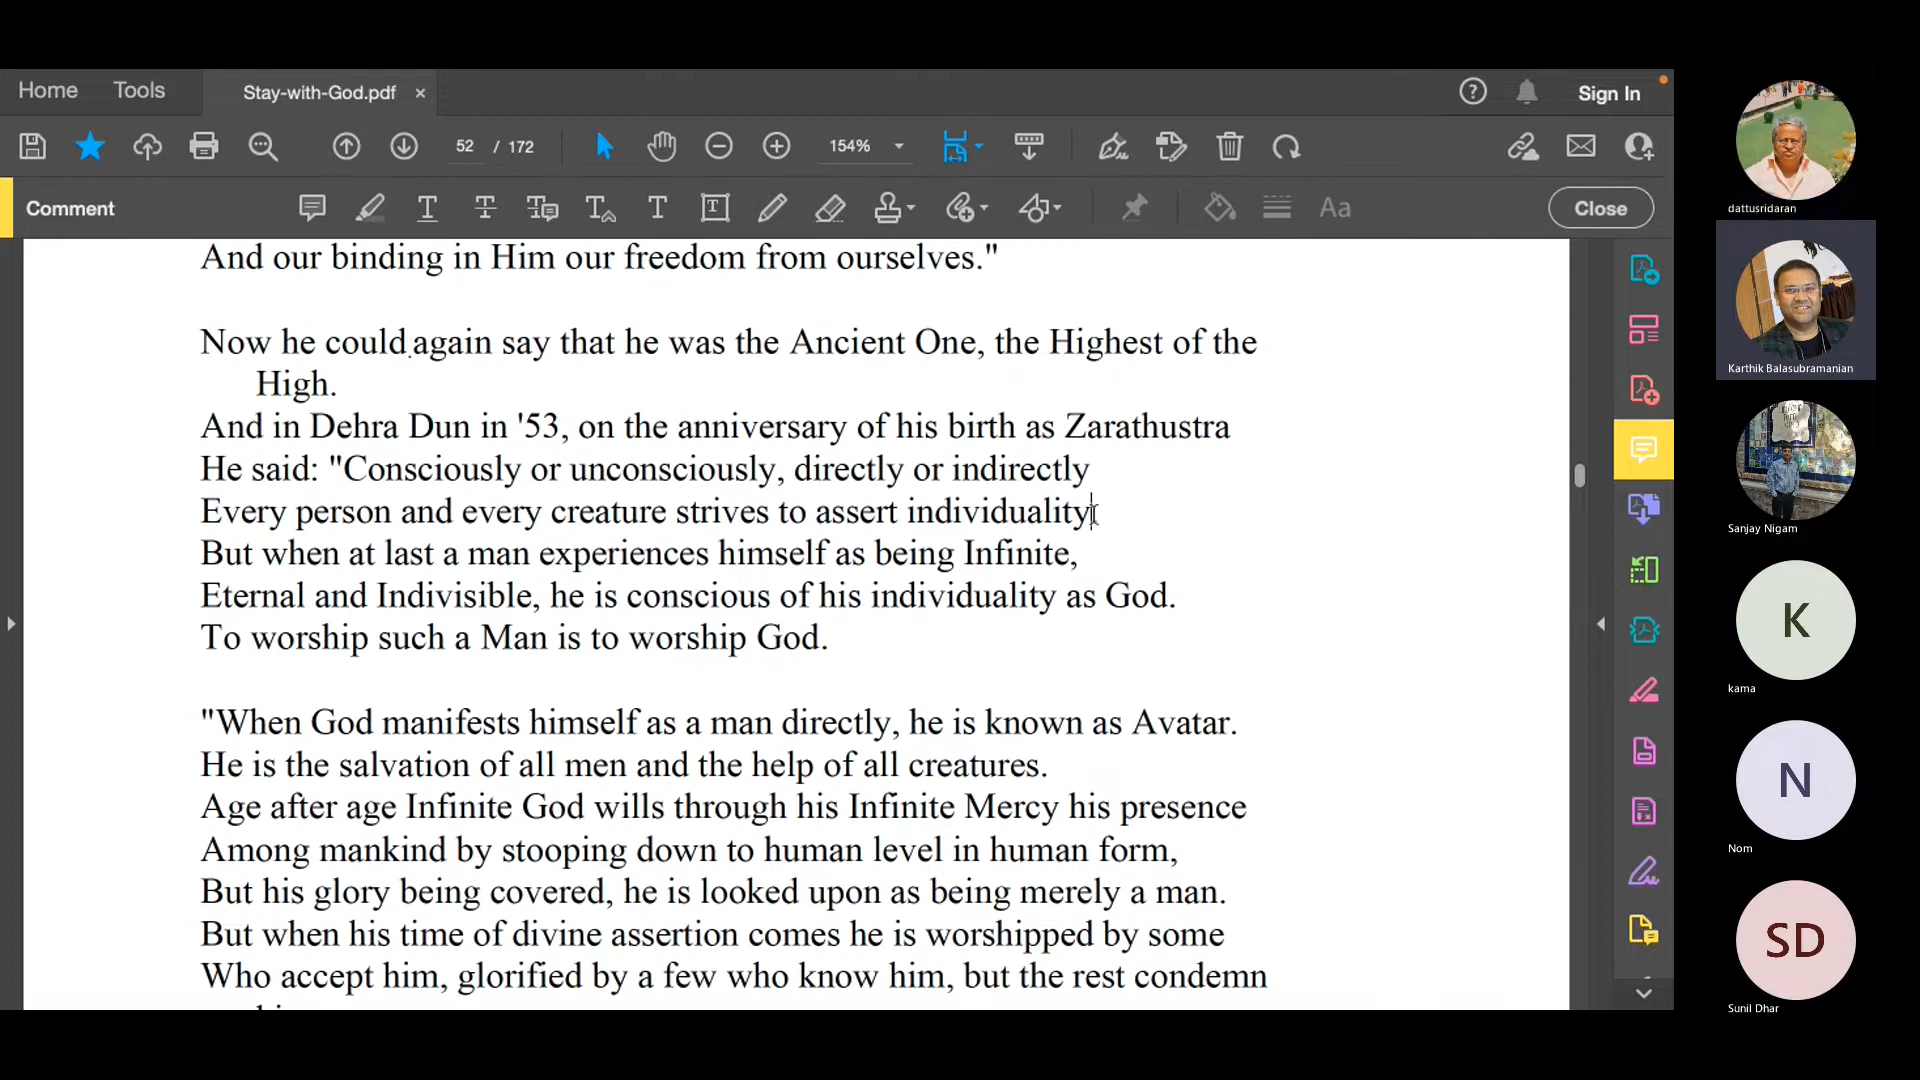 Home Tools Stay-with-God.pdf × Sign In
52 / 172 154%
Comment Aa Close
And our binding in Him our freedom from ourselves."
Now he could again say that he was the Ancient One, the Highest of the
High.
And in Dehra Dun in '53, on the anniversary of his birth as Zarathustra
He said: "Consciously or unconsciously, directly or indirectly
Every person and every creature strives to assert individuality
But when at last a man experiences himself as being Infinite,
Eternal and Indivisible, he is conscious of his individuality as God.
To worship such a Man is to worship God.
"When God manifests himself as a man directly, he is known as Avatar.
He is the salvation of all men and the help of all creatures.
Age after age Infinite God wills through his Infinite Mercy his presence
Among mankind by stooping down to human level in human form,
But his glory being covered, he is looked upon as being merely a man.
But when his time of divine assertion comes he is worshipped by some
Who accept him, glorified by a few who know him, but the rest condemn
dattusridaran
Karthik Balasubramanian
Sanjay Nigam
K
kama
N
Nom
SD
Sunil Dhar